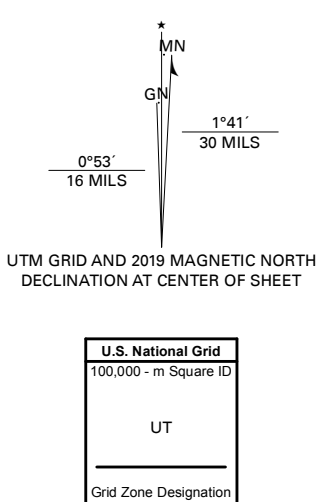 ★
MN
GN
1°41´
30 MILS
0°53´
16 MILS
UTM GRID AND 2019 MAGNETIC NORTH
DECLINATION AT CENTER OF SHEET
U.S. National Grid
100,000 - m Square ID
UT
Grid Zone Designation